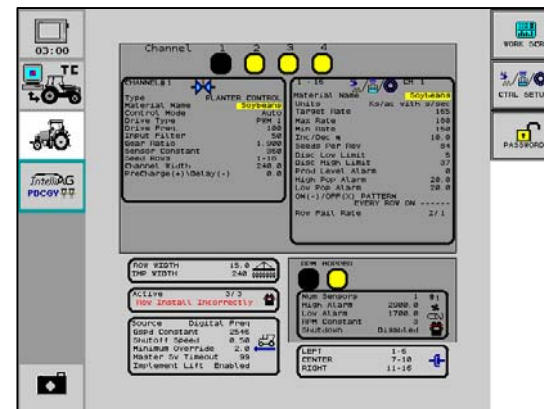 03:00
TC
IntelliAG
PDCGV
Channel 1 2 3 4
CHANNEL# 1
Type PLANTER CONTROL
Material Name Soybeans
Control Mode Auto
Drive Type PWM 1
Drive Freq. 100
Input Filter 50
Gear Ratio 1.900
Sensor Constant 360
Seed Rows 1-16
Channel Width 240.0
PreCharge(+)\Delay(-) 0.0
1 - 16 CH 1
Material Name Soybeans
Units Ks/ac with s/sec
Target Rate 165
Max Rate 180
Min Rate 150
Inc/Dec % 10.0
Seeds Per Rev 84
Disc Low Limit 5
Disc High Limit 37
Prod Level Alarm 0
High Pop Alarm 20.0
Low Pop Alarm 20.0
ON(-)/OFF(X) PATTERN
EVERY ROW ON ------
Row Fail Rate 2/1
ROW WIDTH 15.0
IMP WIDTH 240
Active 3/3
Row Install Incorrectly
Source Digital Freq
Gspd Constant 2546
Shutoff Speed 0.50
Minimum Override 2.0
Master Sv Timeout 99
Implement Lift Enabled
RPM HOPPER
Num Sensors 1
High Alarm 2900.0
Low Alarm 1700.0
RPM Constant 3
Shutdown Disabled
LEFT 1-6
CENTER 7-10
RIGHT 11-16
WORK SCR
CTRL SETU
PASSWORD